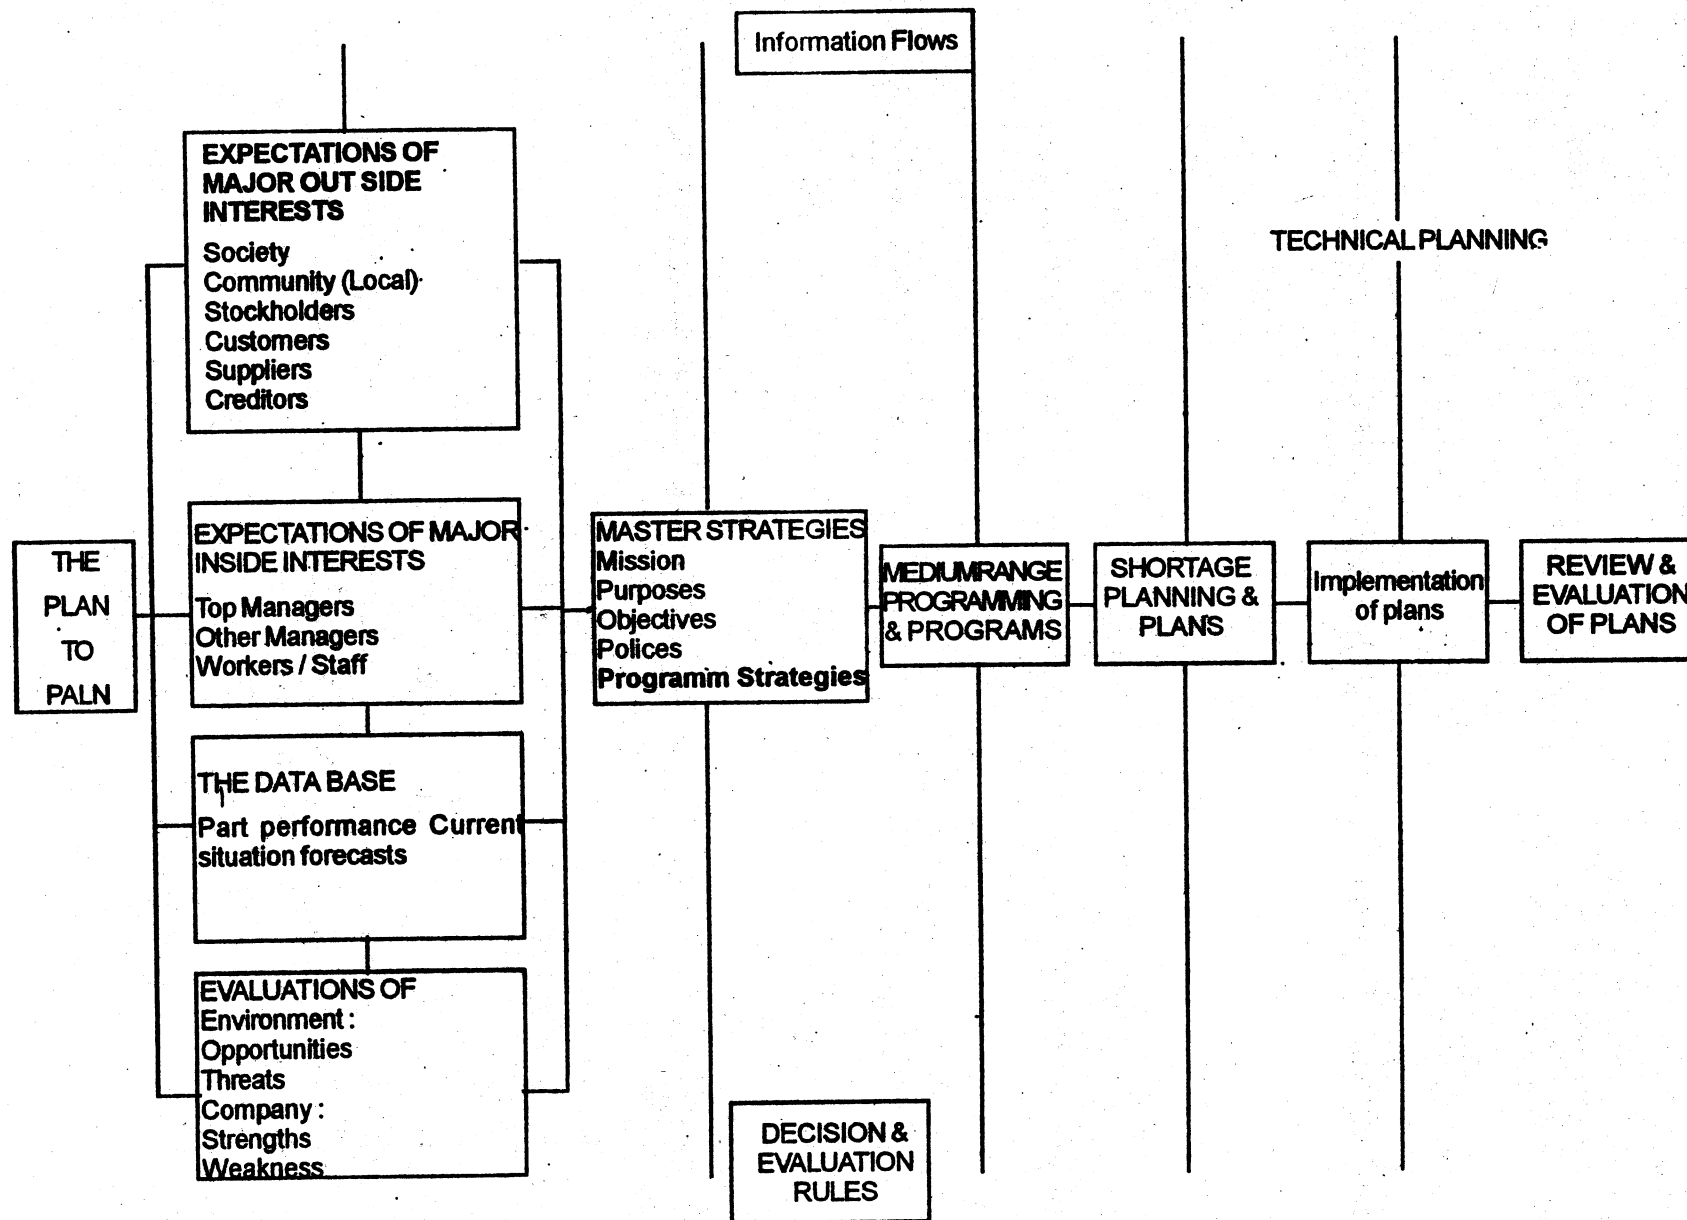 Information Flows
EXPECTATIONS OF
MAJOR OUT SIDE
INTERESTS
Society
Community (Local)
Stockholders
Customers
Suppliers
Creditors
TECHNICAL PLANNING
THE
PLAN
TO
PALN
EXPECTATIONS OF MAJOR
INSIDE INTERESTS
Top Managers
Other Managers
Workers / Staff
MASTER STRATEGIES
Mission
Purposes
Objectives
Polices
Programm Strategies
MEDIUMRANGE
PROGRAMMING
& PROGRAMS
SHORTAGE
PLANNING &
PLANS
Implementation
of plans
REVIEW &
EVALUATION
OF PLANS
THE DATA BASE
Part performance Current
situation forecasts
EVALUATIONS OF
Environment :
Opportunities
Threats
Company :
Strengths
Weakness
DECISION &
EVALUATION
RULES